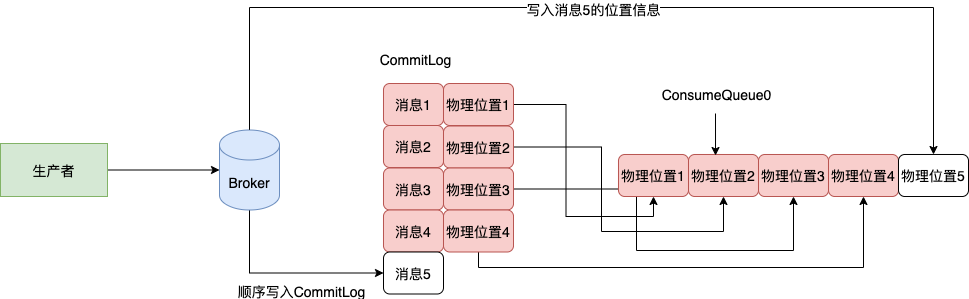 写入消息5的位置信息
CommitLog
消息1 物理位置1
ConsumeQueue0
消息2 物理位置2
生产者
Broker
消息3 物理位置3
物理位置1 物理位置2 物理位置3 物理位置4 物理位置5
消息4 物理位置4
消息5
顺序写入CommitLog